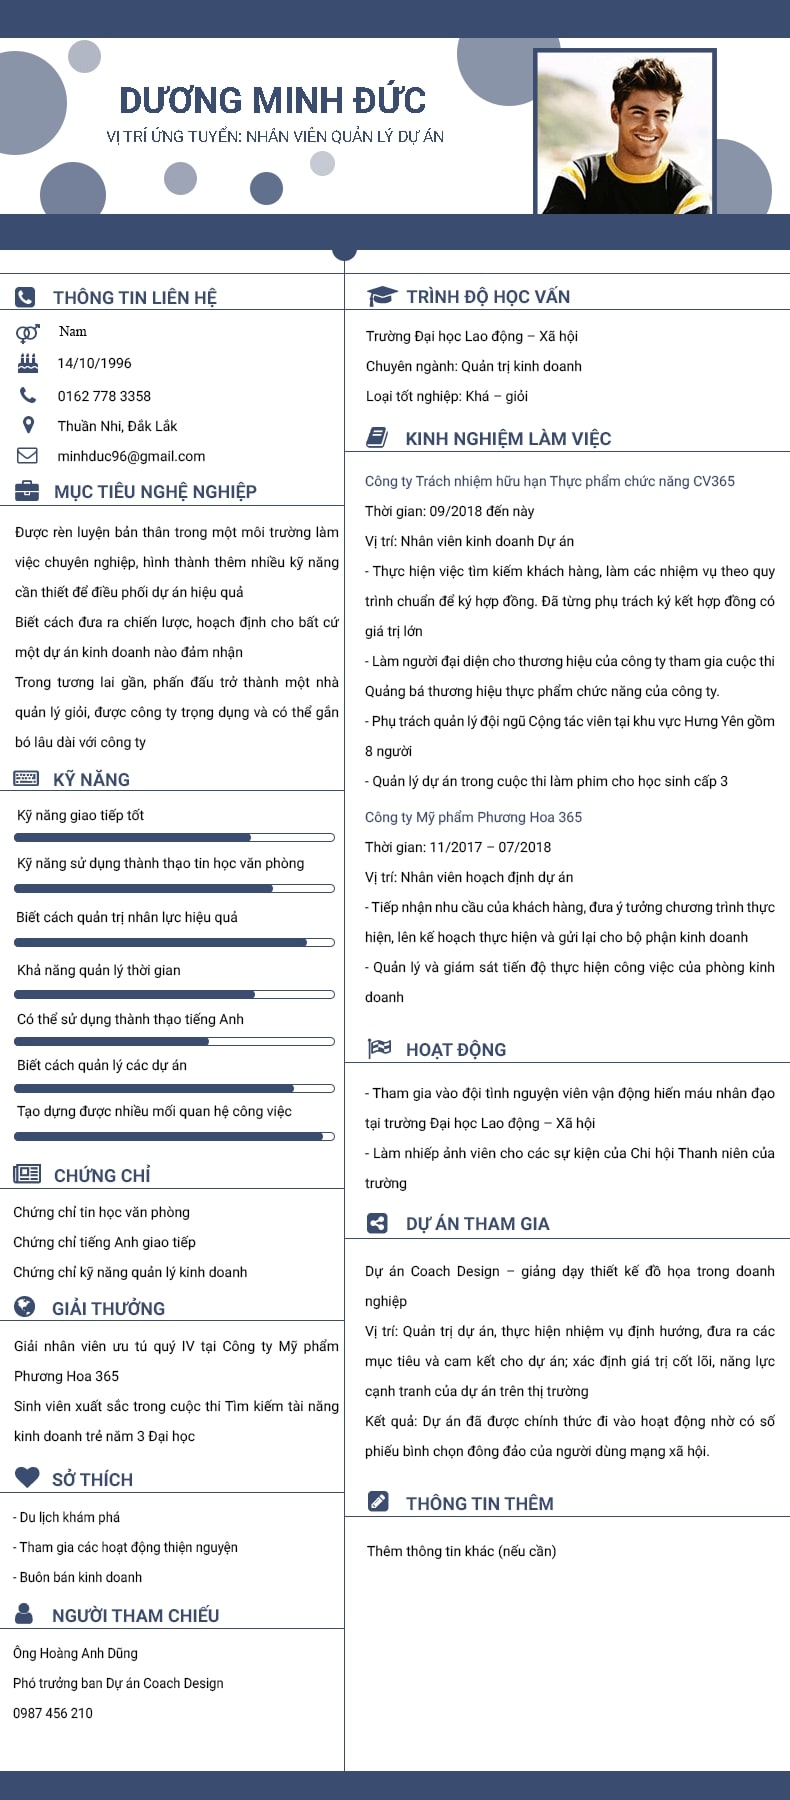 DƯƠNG MINH ĐỨC
VỊ TRÍ ỨNG TUYỂN: NHÂN VIÊN QUẢN LÝ DỰ ÁN
THÔNG TIN LIÊN HỆ
Nam
14/10/1996
0162 778 3358
Thuần Nhi, Đắk Lắk
minhduc96@gmail.com
MỤC TIÊU NGHỆ NGHIỆP
Được rèn luyện bản thân trong một môi trường làm
việc chuyên nghiệp, hình thành thêm nhiều kỹ năng
cần thiết để điều phối dự án hiệu quả
Biết cách đưa ra chiến lược, hoạch định cho bất cứ
một dự án kinh doanh nào đảm nhận
Trong tương lai gần, phấn đấu trở thành một nhà
quản lý giỏi, được công ty trọng dụng và có thể gắn
bó lâu dài với công ty
KỸ NĂNG
Kỹ năng giao tiếp tốt
Kỹ năng sử dụng thành thạo tin học văn phòng
Biết cách quản trị nhân lực hiệu quả
Khả năng quản lý thời gian
Có thể sử dụng thành thạo tiếng Anh
Biết cách quản lý các dự án
Tạo dựng được nhiều mối quan hệ công việc
CHỨNG CHỈ
Chứng chỉ tin học văn phòng
Chứng chỉ tiếng Anh giao tiếp
Chứng chỉ kỹ năng quản lý kinh doanh
GIẢI THƯỞNG
Giải nhân viên ưu tú quý IV tại Công ty Mỹ phẩm
Phương Hoa 365
Sinh viên xuất sắc trong cuộc thi Tìm kiếm tài năng
kinh doanh trẻ năm 3 Đại học
SỞ THÍCH
- Du lịch khám phá
- Tham gia các hoạt động thiện nguyện
- Buôn bán kinh doanh
NGƯỜI THAM CHIẾU
Ông Hoàng Anh Dũng
Phó trưởng ban Dự án Coach Design
0987 456 210
TRÌNH ĐỘ HỌC VẤN
Trường Đại học Lao động – Xã hội
Chuyên ngành: Quản trị kinh doanh
Loại tốt nghiệp: Khá – giỏi
KINH NGHIỆM LÀM VIỆC
Công ty Trách nhiệm hữu hạn Thực phẩm chức năng CV365
Thời gian: 09/2018 đến này
Vị trí: Nhân viên kinh doanh Dự án
- Thực hiện việc tìm kiếm khách hàng, làm các nhiệm vụ theo quy
trình chuẩn để ký hợp đồng. Đã từng phụ trách ký kết hợp đồng có
giá trị lớn
- Làm người đại diện cho thương hiệu của công ty tham gia cuộc thi
Quảng bá thương hiệu thực phẩm chức năng của công ty.
- Phụ trách quản lý đội ngũ Cộng tác viên tại khu vực Hưng Yên gồm
8 người
- Quản lý dự án trong cuộc thi làm phim cho học sinh cấp 3
Công ty Mỹ phẩm Phương Hoa 365
Thời gian: 11/2017 – 07/2018
Vị trí: Nhân viên hoạch định dự án
- Tiếp nhận nhu cầu của khách hàng, đưa ý tưởng chương trình thực
hiện, lên kế hoạch thực hiện và gửi lại cho bộ phận kinh doanh
- Quản lý và giám sát tiến độ thực hiện công việc của phòng kinh
doanh
HOẠT ĐỘNG
- Tham gia vào đội tình nguyện viên vận động hiến máu nhân đạo
tại trường Đại học Lao động – Xã hội
- Làm nhiếp ảnh viên cho các sự kiện của Chi hội Thanh niên của
trường
DỰ ÁN THAM GIA
Dự án Coach Design – giảng dạy thiết kế đồ họa trong doanh
nghiệp
Vị trí: Quản trị dự án, thực hiện nhiệm vụ định hướng, đưa ra các
mục tiêu và cam kết cho dự án; xác định giá trị cốt lõi, năng lực
cạnh tranh của dự án trên thị trường
Kết quả: Dự án đã được chính thức đi vào hoạt động nhờ có số
phiếu bình chọn đông đảo của người dùng mạng xã hội.
THÔNG TIN THÊM
Thêm thông tin khác (nếu cần)